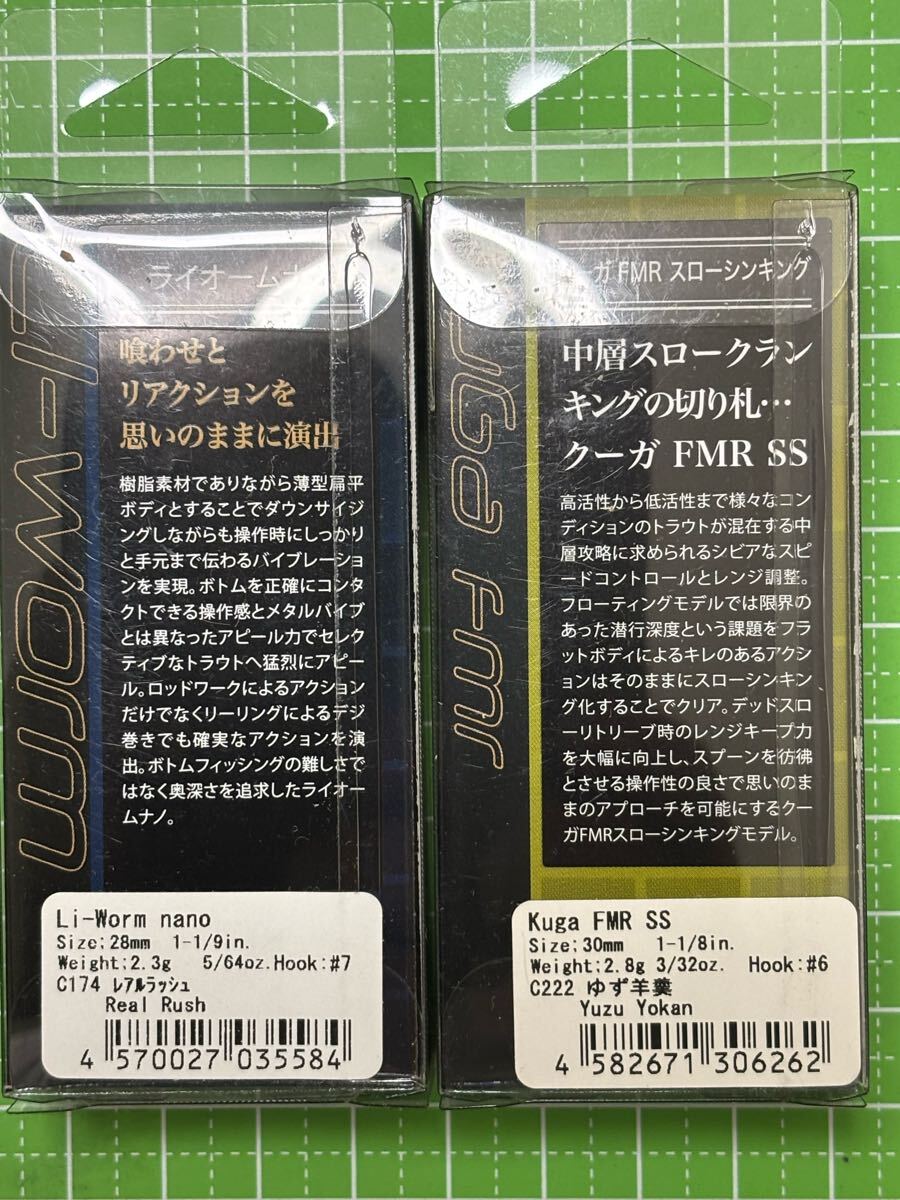 Li-worm
ライオームナ
喰わせと
リアクションを
思いのままに演出
樹脂素材でありながら薄型扁平
ボディとすることでダウンサイジ
ングしながらも操作時にしっかり
と手元まで伝わるバイブレーショ
ンを実現。ボトムを正確にコンタ
クトできる操作感とメタルバイブ
とは異なったアピール力でセレク
ティブなトラウトへ猛烈にアピー
ル。ロッドワークによるアクション
だけでなくリーリングによるデジ
巻きでも確実なアクションを演
出。ボトムフィッシングの難しさで
はなく奥深さを追求したライオー
ムナノ。
Li-Worm nano
Size:28mm 1-1/9in.
Weight:2.3g 5/64oz. Hook:#7
C174 レアルラッシュ
Real Rush
4 570027 035584
uGa FMR
ーガ FMR スローシンキング
中層スロークラン
キングの切り札…
クーガ FMR SS
高活性から低活性まで様々なコン
ディションのトラウトが混在する中
層攻略に求められるシビアなスピ
ードコントロールとレンジ調整。
フローティングモデルでは限界の
あった潜行深度という課題をフラ
ットボディによるキレのあるアクシ
ョンはそのままにスローシンキン
グ化することでクリア。デッドスロ
ーリトリーブ時のレンジキープ力
を大幅に向上し、スプーンを彷彿
とさせる操作性の良さで思いのま
まのアプローチを可能にするクー
ガFMRスローシンキングモデル。
Kuga FMR SS
Size:30mm 1-1/8in.
Weight:2.8g 3/32oz. Hook:#6
C222 ゆず羊羹
Yuzu Yokan
4 582671 306262